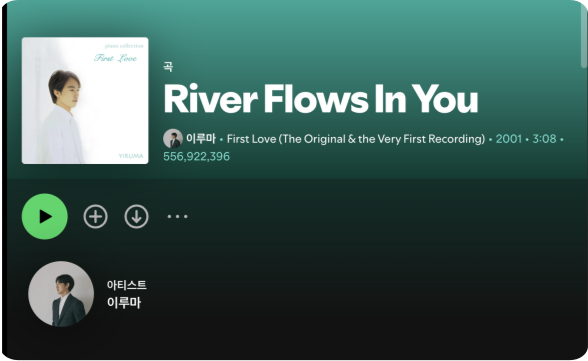 piano collection
First Love
YIRUMA
곡
River Flows In You
이루마 • First Love (The Original & the Very First Recording) • 2001 • 3:08 •
556,922,396
아티스트
이루마